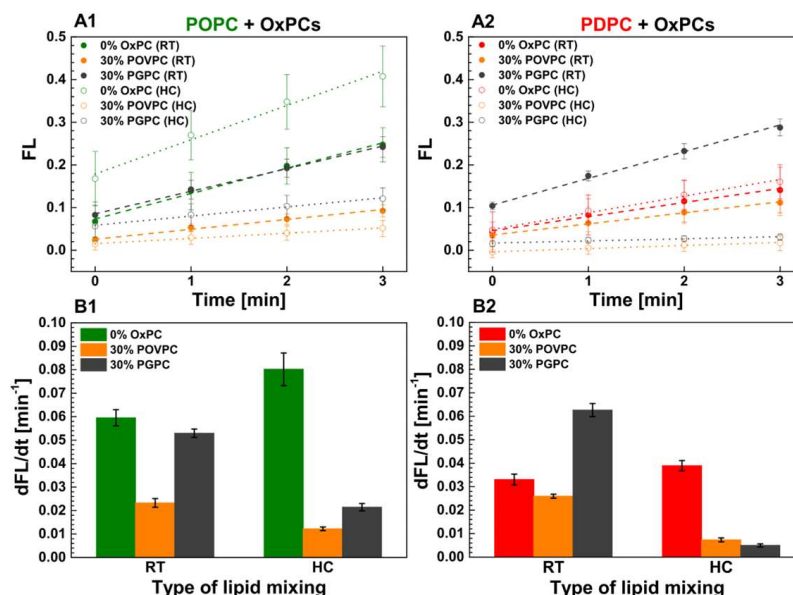 A1
POPC + OxPCs
0% OxPC (RT)
30% POVPC (RT)
30% PGPC (RT)
0% OxPC (HC)
30% POVPC (HC)
30% PGPC (HC)
FL
0.5
0.4
0.3
0.2
0.1
0.0
0 1 2 3
Time [min]
A2
PDPC + OxPCs
0% OxPC (RT)
30% POVPC (RT)
30% PGPC (RT)
0% OxPC (HC)
30% POVPC (HC)
30% PGPC (HC)
FL
0.5
0.4
0.3
0.2
0.1
0.0
0 1 2 3
Time [min]
B1
0% OxPC
30% POVPC
30% PGPC
dFL/dt [min⁻¹]
0.10
0.09
0.08
0.07
0.06
0.05
0.04
0.03
0.02
0.01
0.00
RT HC
Type of lipid mixing
B2
0% OxPC
30% POVPC
30% PGPC
dFL/dt [min⁻¹]
0.10
0.09
0.08
0.07
0.06
0.05
0.04
0.03
0.02
0.01
0.00
RT HC
Type of lipid mixing